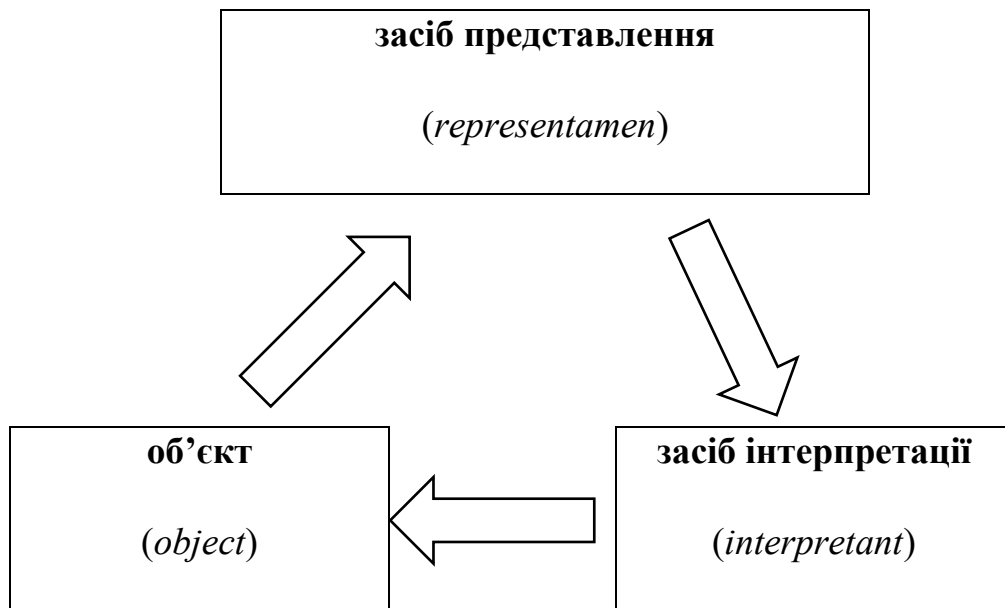 засіб представлення
(representamen)
об’єкт
(object)
засіб інтерпретації
(interpretant)